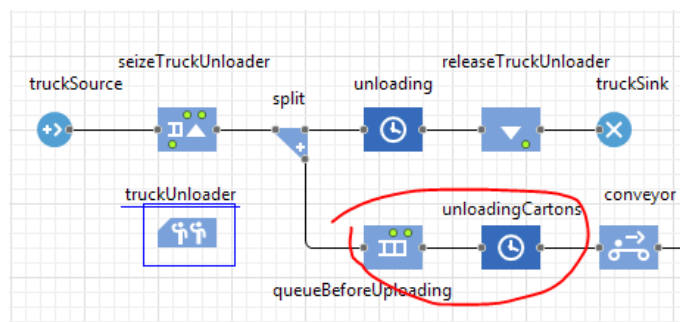 seizeTruckUnloader
releaseTruckUnloader
truckSource
split
unloading
truckSink
truckUnloader
unloadingCartons
conveyor
queueBeforeUploading